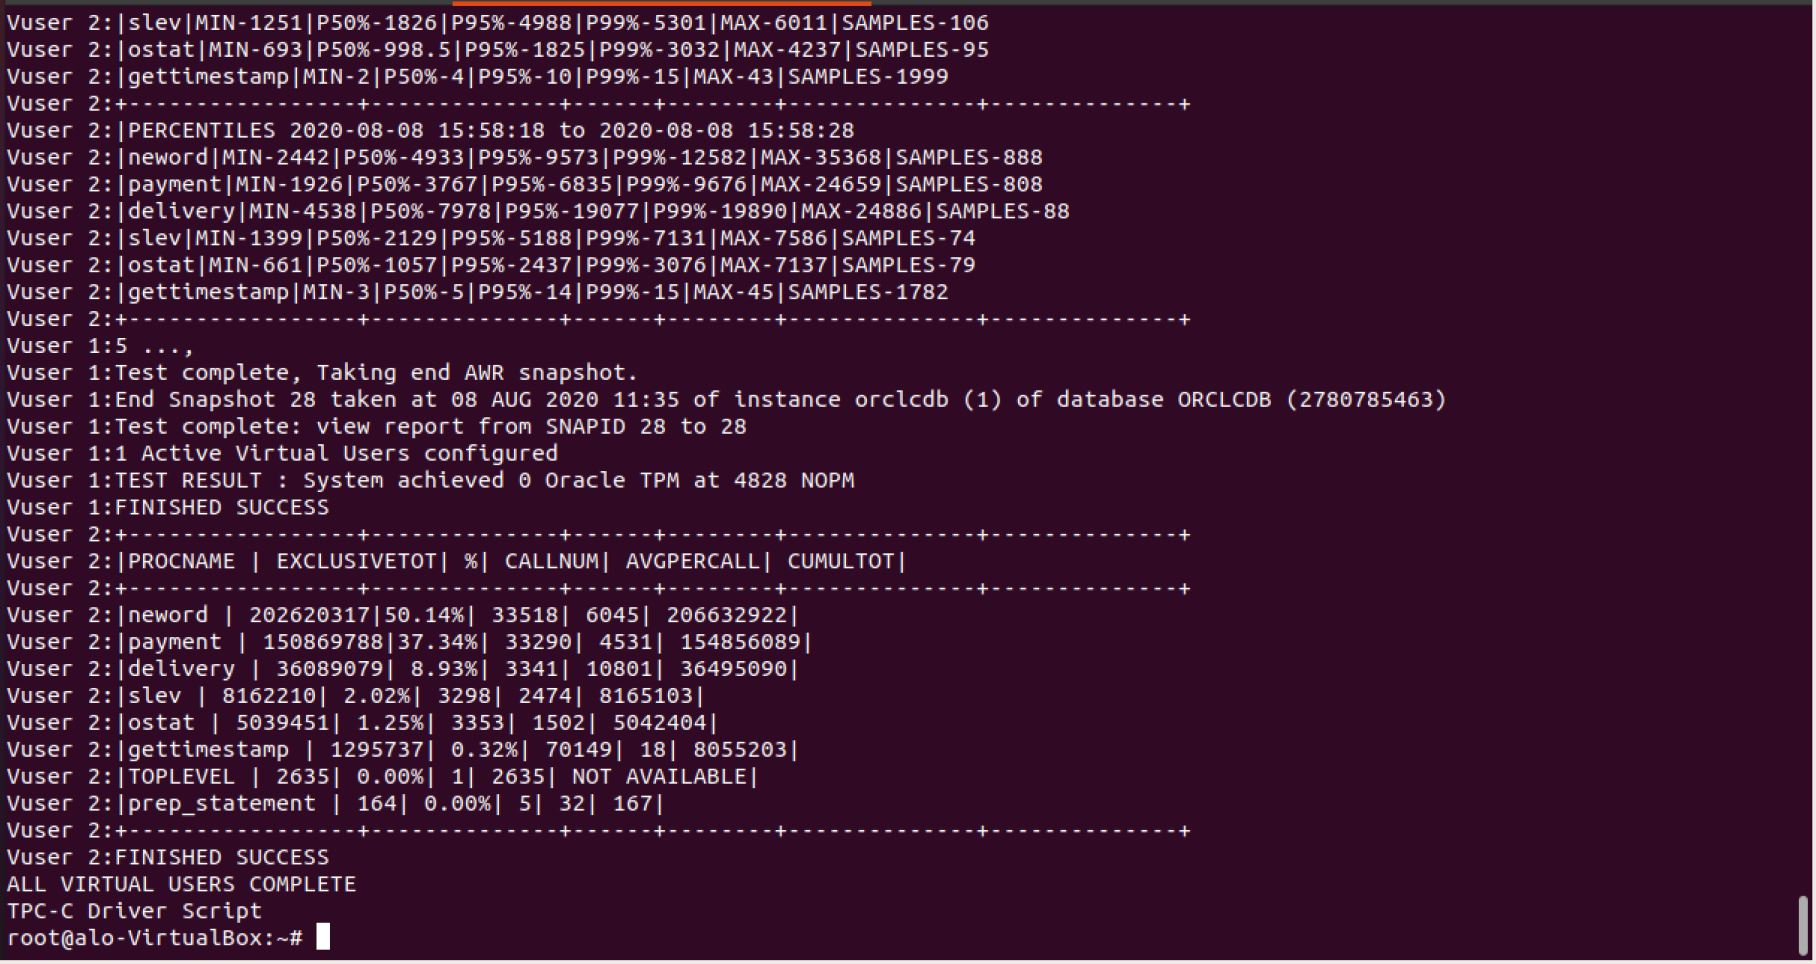 Vuser 2:|slev|MIN-1251|P50%-1826|P95%-4988|P99%-5301|MAX-6011|SAMPLES-106
Vuser 2:|ostat|MIN-693|P50%-998.5|P95%-1825|P99%-3032|MAX-4237|SAMPLES-95
Vuser 2:|gettimestamp|MIN-2|P50%-4|P95%-10|P99%-15|MAX-43|SAMPLES-1999
Vuser 2:+-----------------+--------------+------+--------+--------------+--------------+
Vuser 2:|PERCENTILES 2020-08-08 15:58:18 to 2020-08-08 15:58:28
Vuser 2:|neword|MIN-2442|P50%-4933|P95%-9573|P99%-12582|MAX-35368|SAMPLES-888
Vuser 2:|payment|MIN-1926|P50%-3767|P95%-6835|P99%-9676|MAX-24659|SAMPLES-808
Vuser 2:|delivery|MIN-4538|P50%-7978|P95%-19077|P99%-19890|MAX-24886|SAMPLES-88
Vuser 2:|slev|MIN-1399|P50%-2129|P95%-5188|P99%-7131|MAX-7586|SAMPLES-74
Vuser 2:|ostat|MIN-661|P50%-1057|P95%-2437|P99%-3076|MAX-7137|SAMPLES-79
Vuser 2:|gettimestamp|MIN-3|P50%-5|P95%-14|P99%-15|MAX-45|SAMPLES-1782
Vuser 2:+-----------------+--------------+------+--------+--------------+--------------+
Vuser 1:5 ...,
Vuser 1:Test complete, Taking end AWR snapshot.
Vuser 1:End Snapshot 28 taken at 08 AUG 2020 11:35 of instance orclcdb (1) of database ORCLCDB (2780785463)
Vuser 1:Test complete: view report from SNAPID 28 to 28
Vuser 1:1 Active Virtual Users configured
Vuser 1:TEST RESULT : System achieved 0 Oracle TPM at 4828 NOPM
Vuser 1:FINISHED SUCCESS
Vuser 2:+-----------------+--------------+------+--------+--------------+--------------+
Vuser 2:|PROCNAME | EXCLUSIVETOT| %| CALLNUM| AVGPERCALL| CUMULTOT|
Vuser 2:+-----------------+--------------+------+--------+--------------+--------------+
Vuser 2:|neword | 202620317|50.14%| 33518| 6045| 206632922|
Vuser 2:|payment | 150869788|37.34%| 33290| 4531| 154856089|
Vuser 2:|delivery | 36089079| 8.93%| 3341| 10801| 36495090|
Vuser 2:|slev | 8162210| 2.02%| 3298| 2474| 8165103|
Vuser 2:|ostat | 5039451| 1.25%| 3353| 1502| 5042404|
Vuser 2:|gettimestamp | 1295737| 0.32%| 70149| 18| 8055203|
Vuser 2:|TOPLEVEL | 2635| 0.00%| 1| 2635| NOT AVAILABLE|
Vuser 2:|prep_statement | 164| 0.00%| 5| 32| 167|
Vuser 2:+-----------------+--------------+------+--------+--------------+--------------+
Vuser 2:FINISHED SUCCESS
ALL VIRTUAL USERS COMPLETE
TPC-C Driver Script
root@alo-VirtualBox:~#